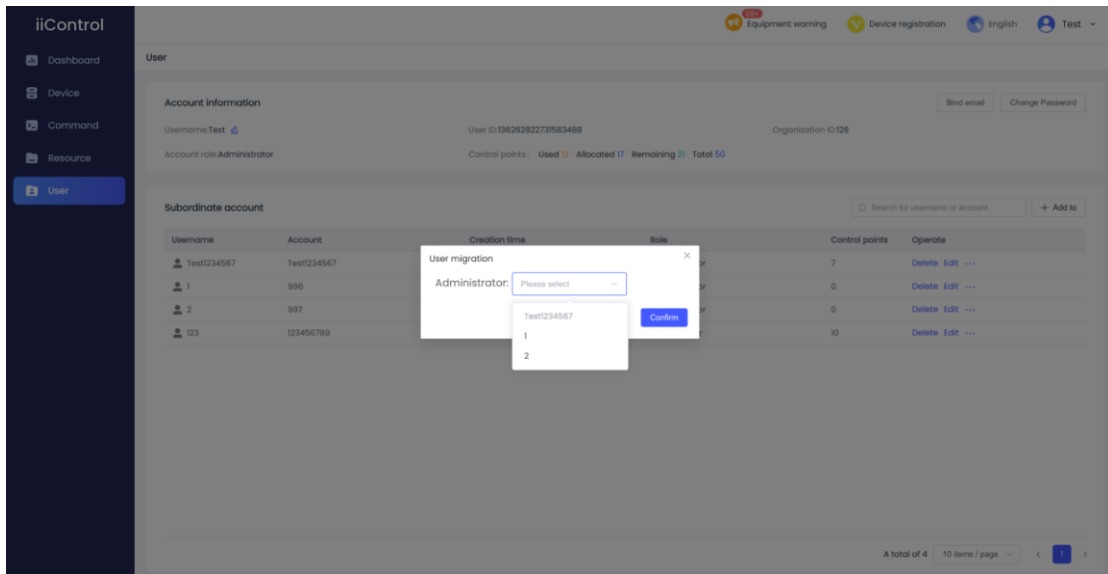 iiControl
99+
Equipment warning
Device registration
English
Test
Dashboard
Device
Command
Resource
User
User
Account information
Bind email
Change Password
Username:Test
User ID:136262822731583488
Organization ID:126
Account role:Administrator
Control points: Used 12 Allocated 17 Remaining 21 Total 50
Subordinate account
Search for username or account
+ Add to
Username Account Creation time Role Control points Operate
Test1234567 Test1234567 7 Delete Edit ···
1 996 0 Delete Edit ···
2 997 0 Delete Edit ···
123 123456789 10 Delete Edit ···
User migration
Administrator: Please select
Test1234567
1
2
Confirm
A total of 4 10 items / page < 1 >